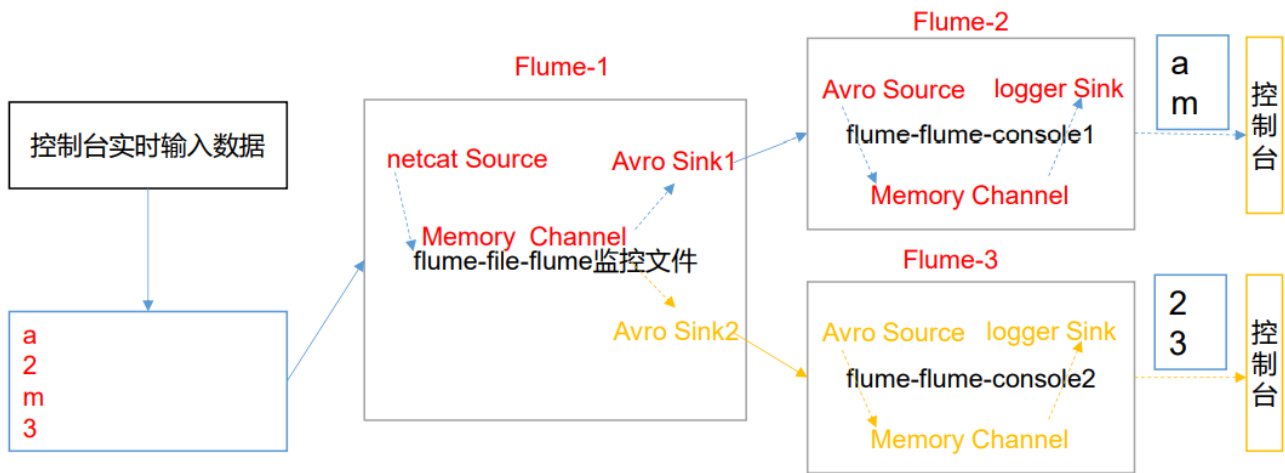 控制台实时输入数据
a
2
m
3
Flume-1
netcat Source
Avro Sink1
Memory Channel
flume-file-flume监控文件
Avro Sink2
Flume-2
Avro Source
logger Sink
flume-flume-console1
Memory Channel
a
m
控制台
Flume-3
Avro Source
logger Sink
flume-flume-console2
Memory Channel
2
3
控制台